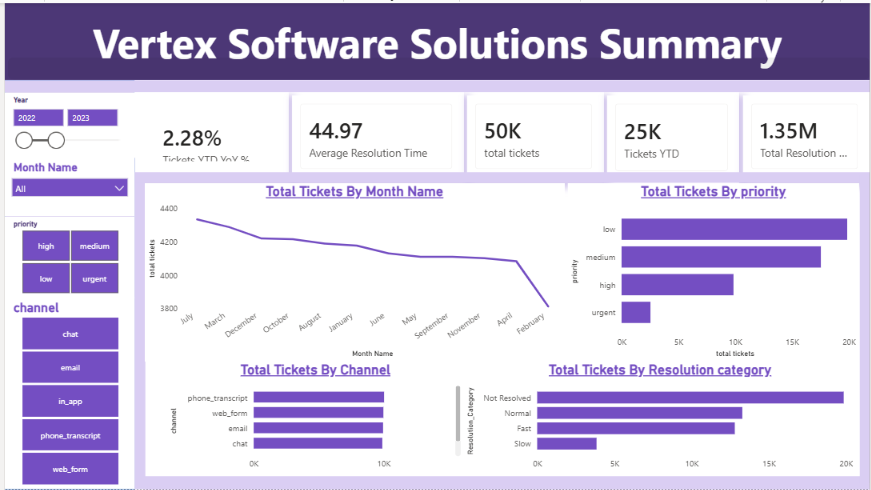 Vertex Software Solutions Summary
Year
2022 2023
Month Name
All
priority
high medium
low urgent
channel
chat
email
in_app
phone_transcript
web_form
2.28%
Tickets YTD YoY %
44.97
Average Resolution Time
50K
total tickets
25K
Tickets YTD
1.35M
Total Resolution ...
Total Tickets By Month Name
total tickets
4400
4200
4000
3800
July March December October August January June May September November April February
Month Name
Total Tickets By priority
priority
low
medium
high
urgent
0K 5K 10K 15K 20K
total tickets
Total Tickets By Channel
channel
phone_transcript
web_form
email
chat
0K 10K
Total Tickets By Resolution category
Resolution_Category
Not Resolved
Normal
Fast
Slow
0K 5K 10K 15K 20K